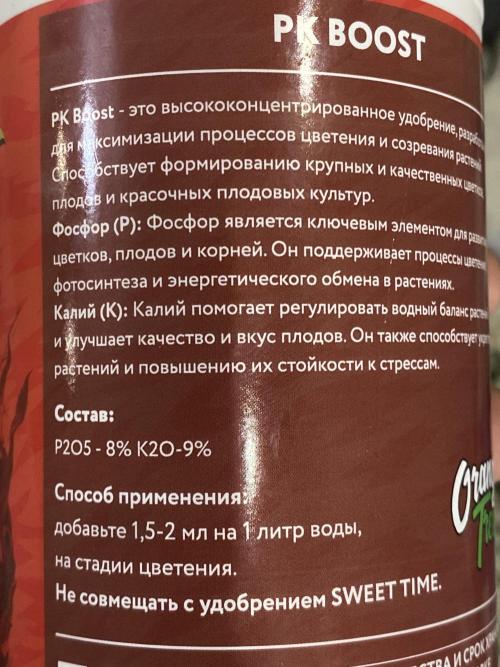 PK BOOST
PK Boost - это высококонцентрированное удобрение,
для максимизации процессов цветения и созревания растений
Способствует формированию крупных и качественных
плодов и красочных плодовых культур.
Фосфор (P): Фосфор является ключевым элементом для
цветков, плодов и корней. Он поддерживает процессы
фотосинтеза и энергетического обмена в растениях.
Калий (K): Калий помогает регулировать водный баланс
и улучшает качество и вкус плодов. Он также способствует
растений и повышению их стойкости к стрессам.
Состав:
P2O5 - 8% K2O-9%
Способ применения:
добавьте 1,5-2 мл на 1 литр воды,
на стадии цветения.
Не совмещать с удобрением SWEET TIME.
И СРОК